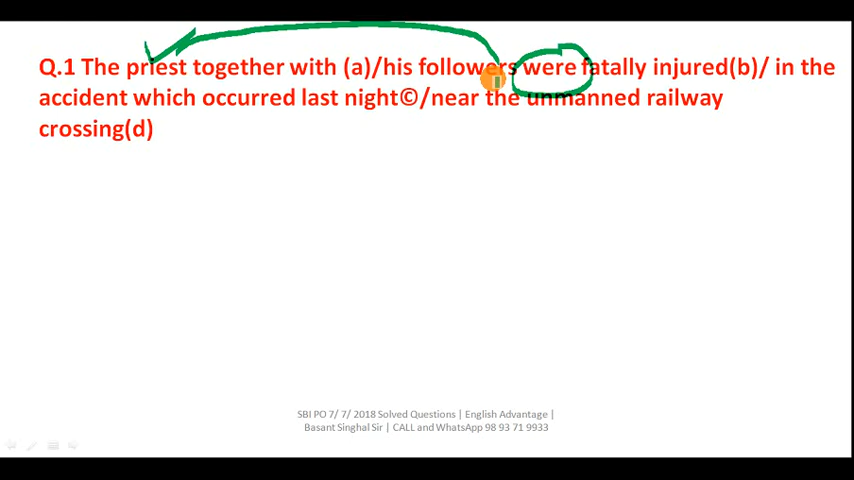 Q.1 The priest together with (a)/his followers were fatally injured(b)/ in the
accident which occurred last night©/near the unmanned railway
crossing(d)
SBI PO 7/ 7/ 2018 Solved Questions | English Advantage |
Basant Singhal Sir | CALL and WhatsApp 98 93 71 9933